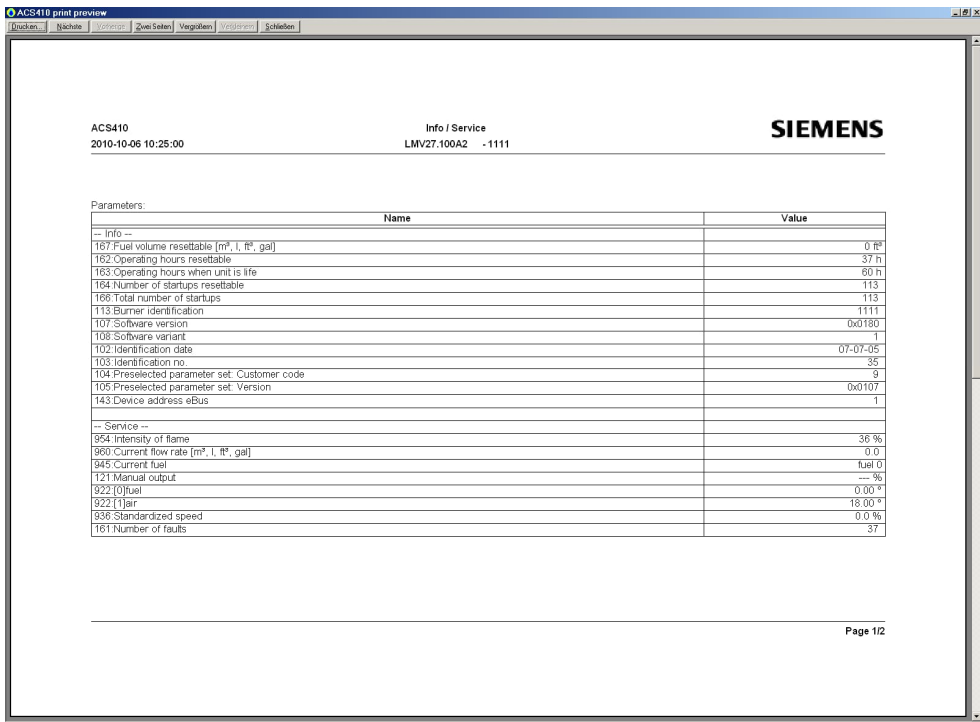 ACS410 print preview
Drucken... Nächste Vorherige Zwei Seiten Vergrößern Verkleinern Schließen
ACS410 Info / Service SIEMENS
2010-10-06 10:25:00 LMV27.100A2 - 1111
Parameters:
Name Value
-- Info --
167:Fuel volume resettable [m³, l, ft³, gal] 0 ft³
162:Operating hours resettable 37 h
163:Operating hours when unit is life 60 h
164:Number of startups resettable 113
166:Total number of startups 113
113:Burner identification 1111
107:Software version 0x0180
108:Software variant 1
102:Identification date 07-07-05
103:Identification no. 35
104:Preselected parameter set: Customer code 9
105:Preselected parameter set: Version 0x0107
143:Device address eBus 1
-- Service --
954:Intensity of flame 36 %
960:Current flow rate [m³, l, ft³, gal] 0.0
945:Current fuel fuel 0
121:Manual output --- %
922:[0]fuel 0.00 °
922:[1]air 18.00 °
936:Standardized speed 0.0 %
161:Number of faults 37
Page 1/2